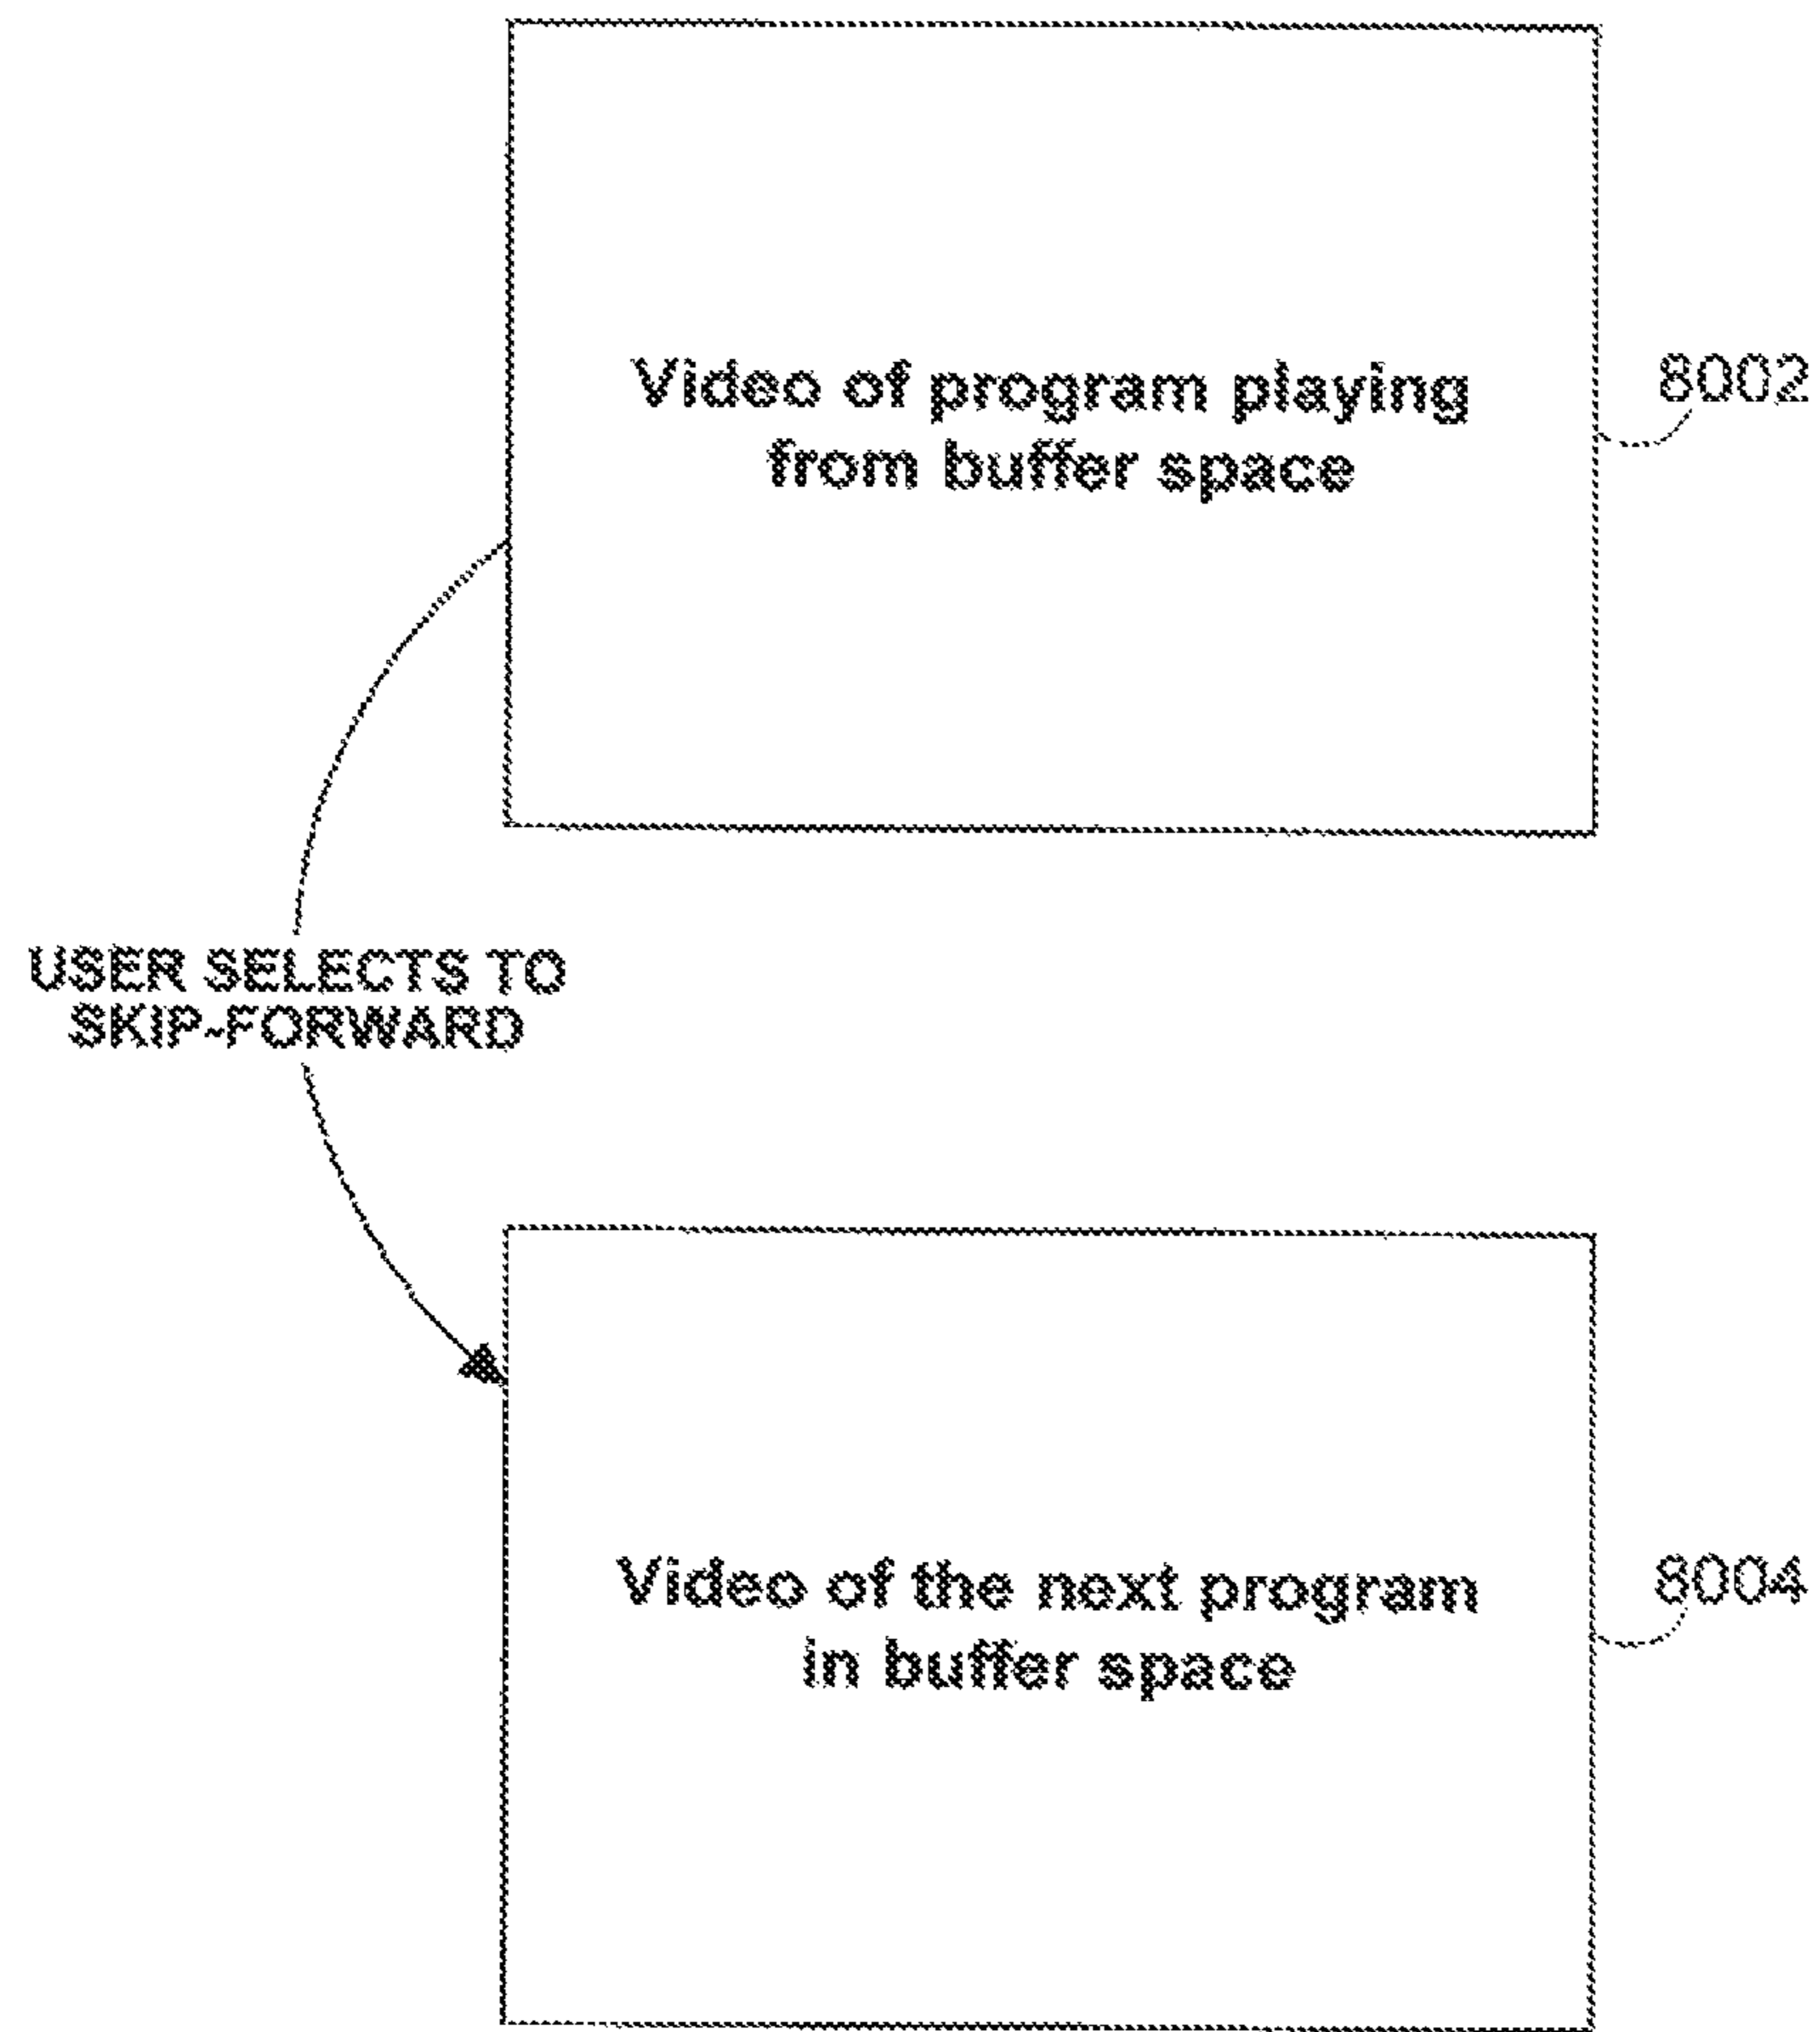 Video of program playing
from buffer space
8002
USER SELECTS TO
SKIP-FORWARD
Video of the next program
in buffer space
8004